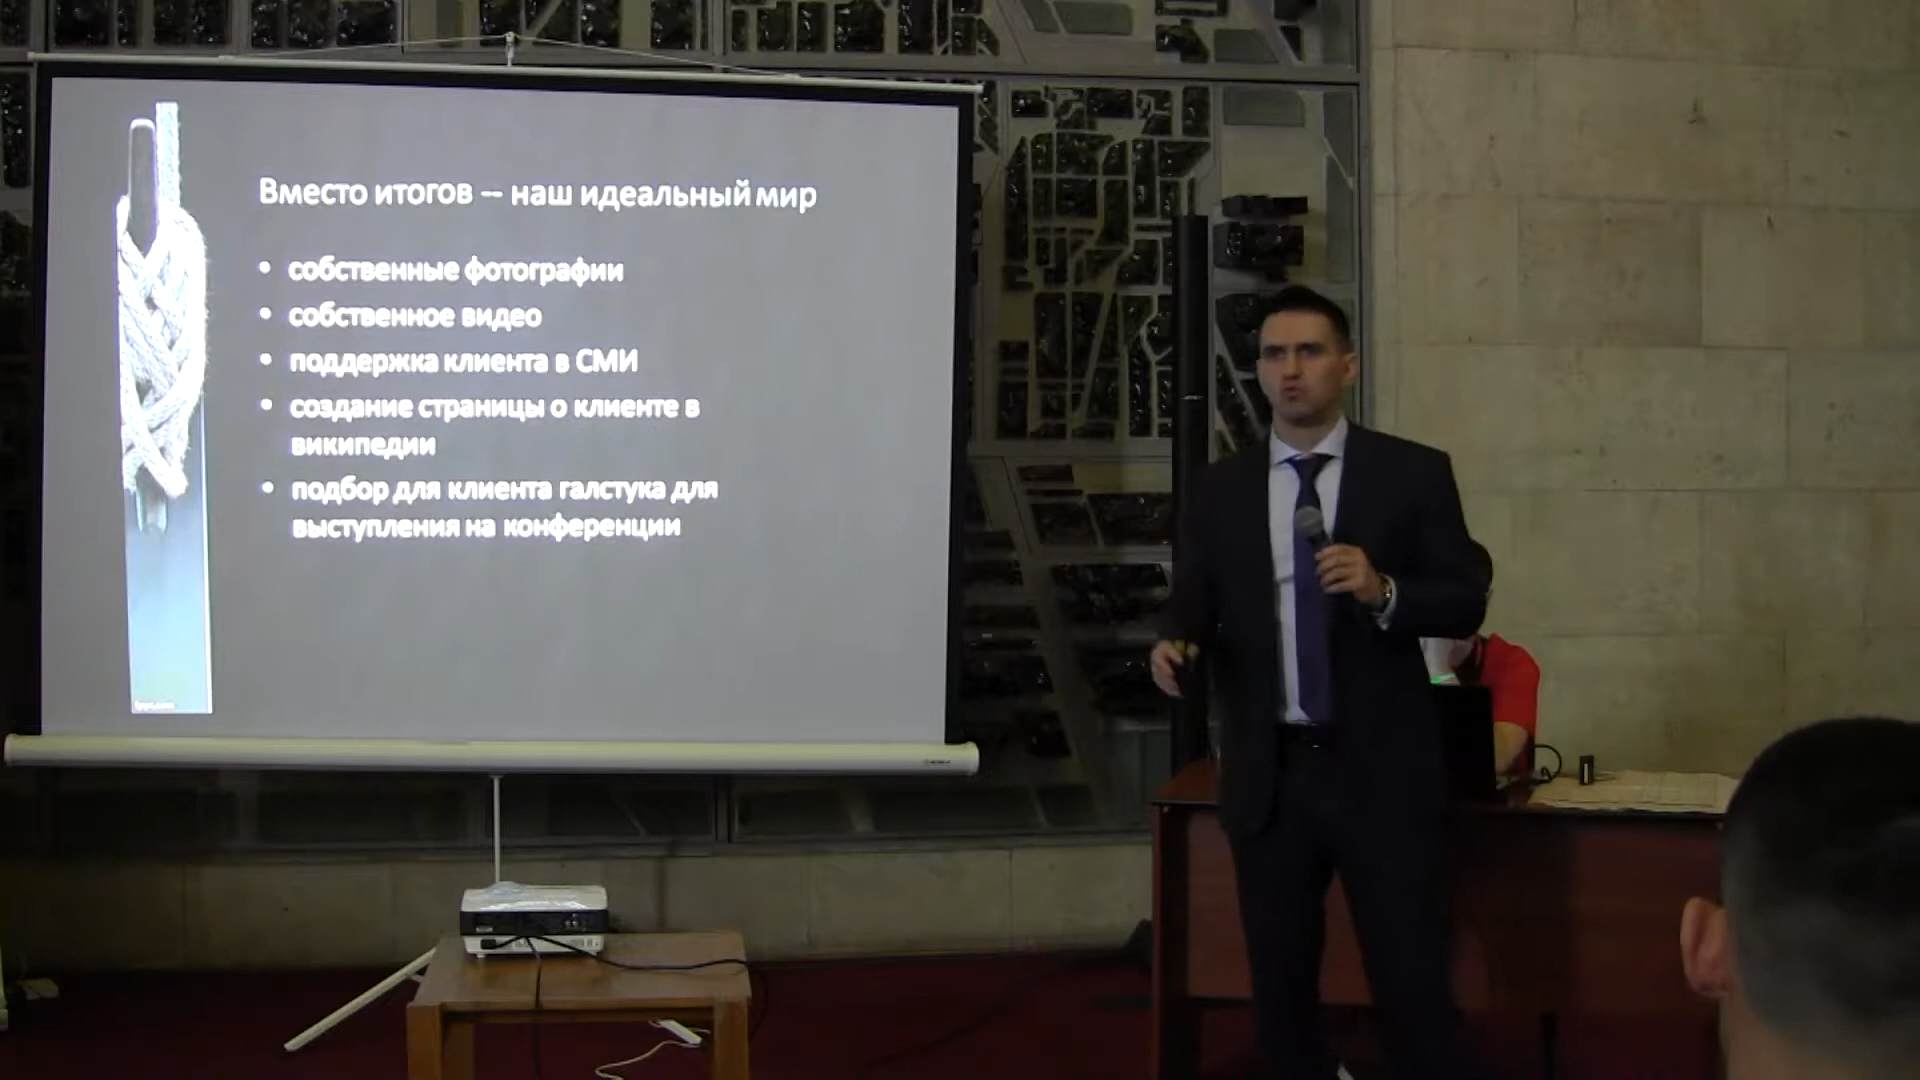 Вместо итогов – наш идеальный мир
• собственные фотографии
• собственное видео
• поддержка клиента в СМИ
• создание страницы о клиенте в
википедии
• подбор для клиента галстука для
выступления на конференции